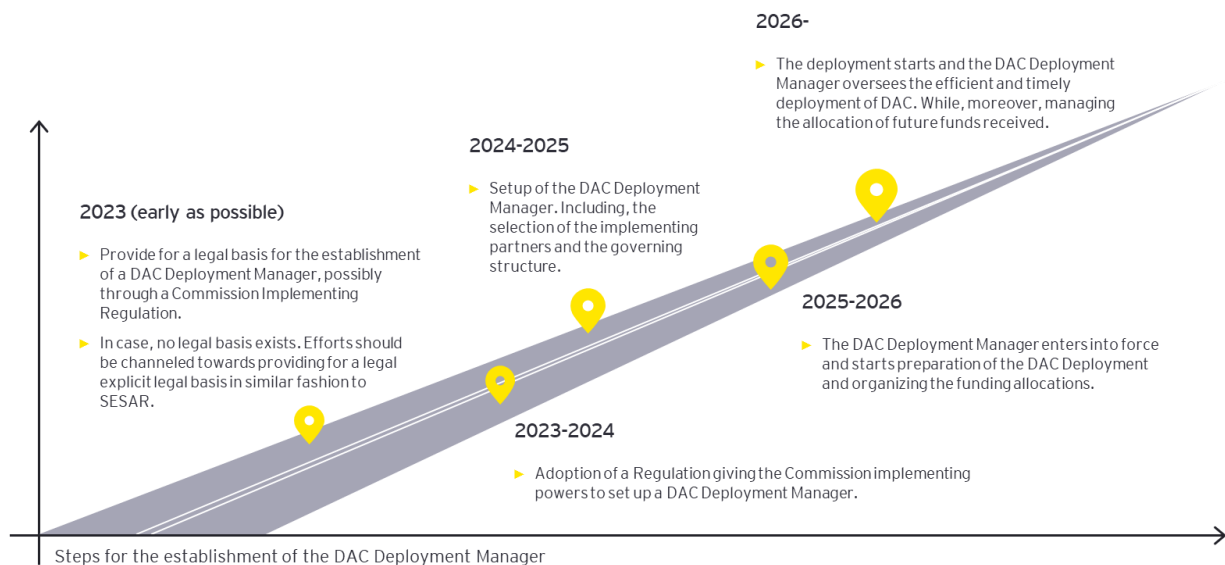 2023 (early as possible)
Provide for a legal basis for the establishment
of a DAC Deployment Manager, possibly
through a Commission Implementing
Regulation.
In case, no legal basis exists. Efforts should
be channeled towards providing for a legal
explicit legal basis in similar fashion to
SESAR.
2023-2024
Adoption of a Regulation giving the Commission implementing
powers to set up a DAC Deployment Manager.
2024-2025
Setup of the DAC Deployment
Manager. Including, the
selection of the implementing
partners and the governing
structure.
2025-2026
The DAC Deployment Manager enters into force
and starts preparation of the DAC Deployment
and organizing the funding allocations.
2026-
The deployment starts and the DAC Deployment
Manager oversees the efficient and timely
deployment of DAC. While, moreover, managing
the allocation of future funds received.
Steps for the establishment of the DAC Deployment Manager